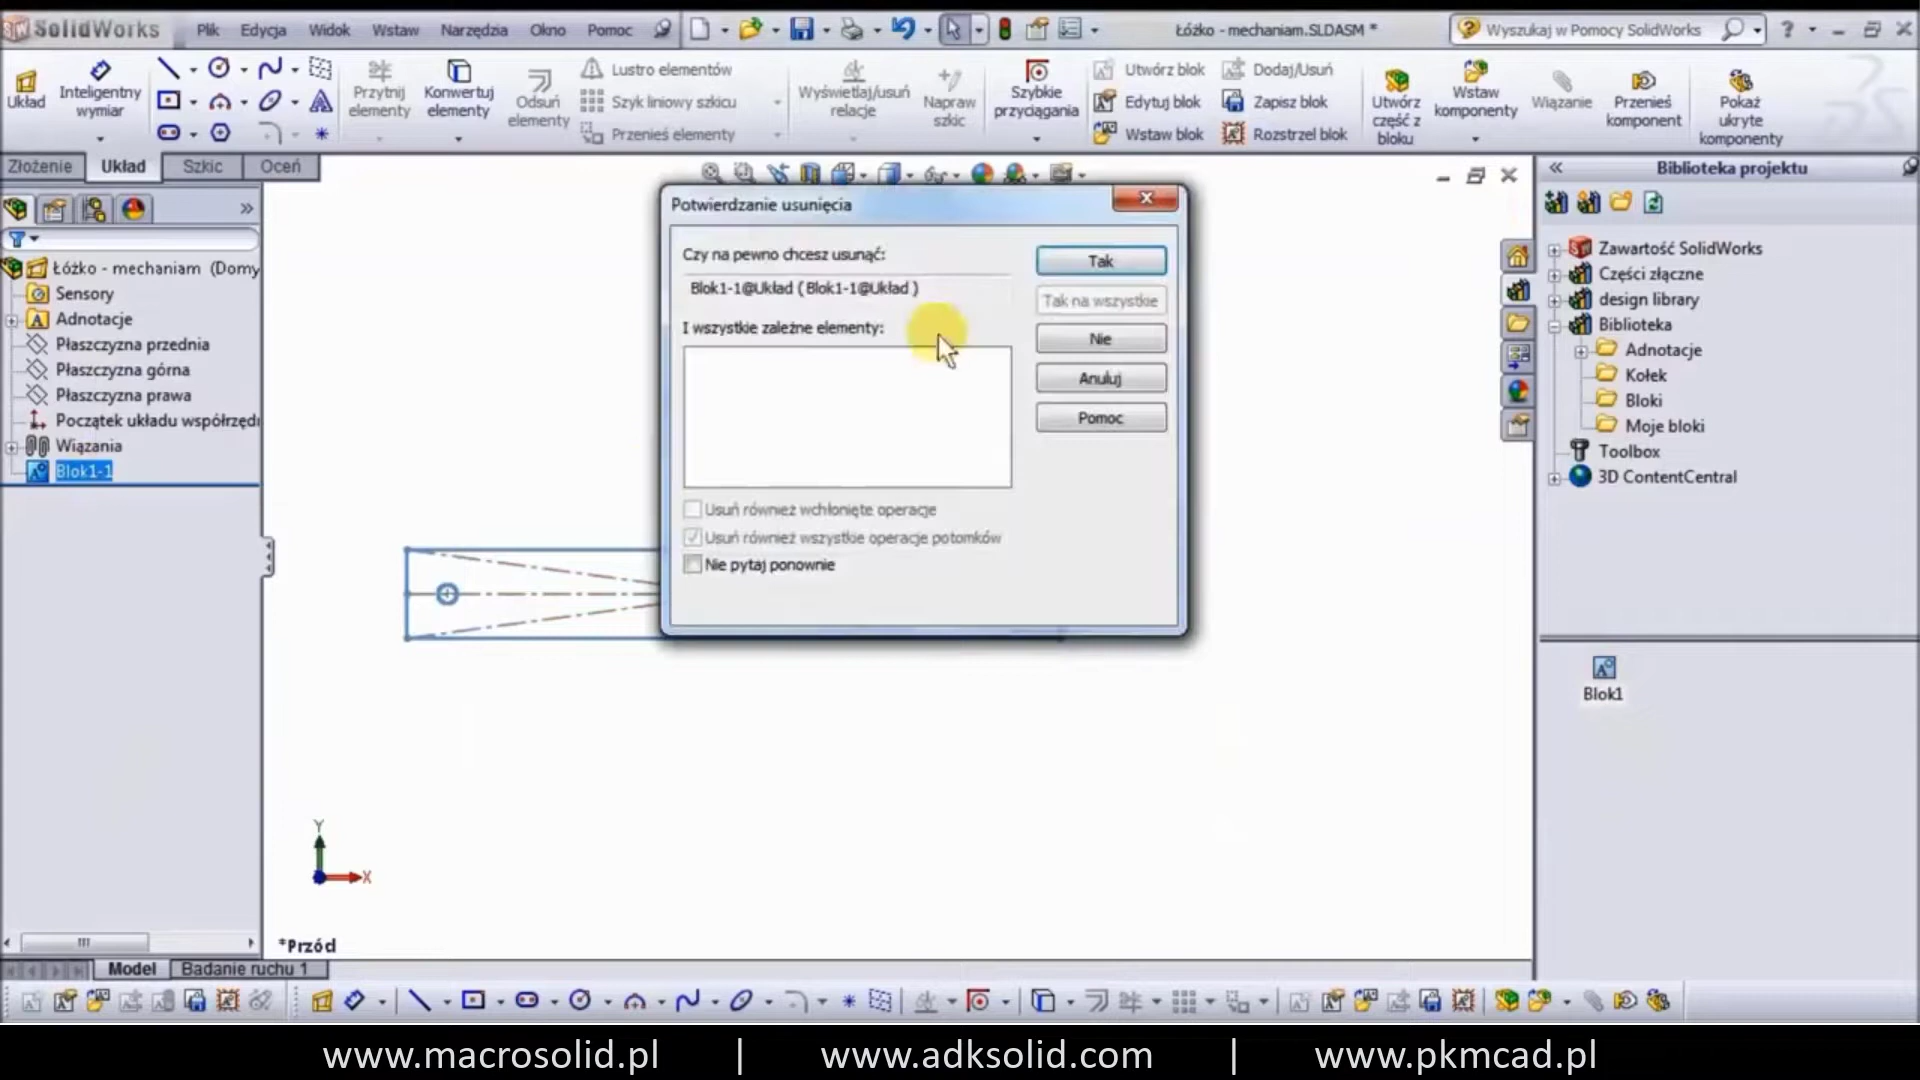 SolidWorks Plik Edycja Widok Wstaw Narzędzia Okno Pomoc Łóżko - mechaniam.SLDASM * Wyszukaj w Pomocy SolidWorks
Układ
Inteligentny wymiar
Przytnij elementy
Konwertuj elementy
Odsuń elementy
Lustro elementów
Szyk liniowy szkicu
Przenieś elementy
Wyświetlaj/usuń relacje
Napraw szkic
Szybkie przyciągania
Utwórz blok
Edytuj blok
Wstaw blok
Dodaj/Usuń
Zapisz blok
Rozstrzel blok
Utwórz część z bloku
Wstaw komponenty
Wiązanie
Przenieś komponent
Pokaż ukryte komponenty
Złożenie Układ Szkic Oceń
Łóżko - mechaniam (Domy
Sensory
Adnotacje
Płaszczyzna przednia
Płaszczyzna górna
Płaszczyzna prawa
Początek układu współrzędn
Wiązania
Blok1-1
Potwierdzanie usunięcia
Czy na pewno chcesz usunąć:
Blok1-1@Układ ( Blok1-1@Układ )
I wszystkie zależne elementy:
Tak
Tak na wszystkie
Nie
Anuluj
Pomoc
Usuń również wchłonięte operacje
Usuń również wszystkie operacje potomków
Nie pytaj ponownie
Biblioteka projektu
Zawartość SolidWorks
Części złączne
design library
Biblioteka
Adnotacje
Kołek
Bloki
Moje bloki
Toolbox
3D ContentCentral
Blok1
Y
X
*Przód
Model Badanie ruchu 1
www.macrosolid.pl | www.adksolid.com | www.pkmcad.pl